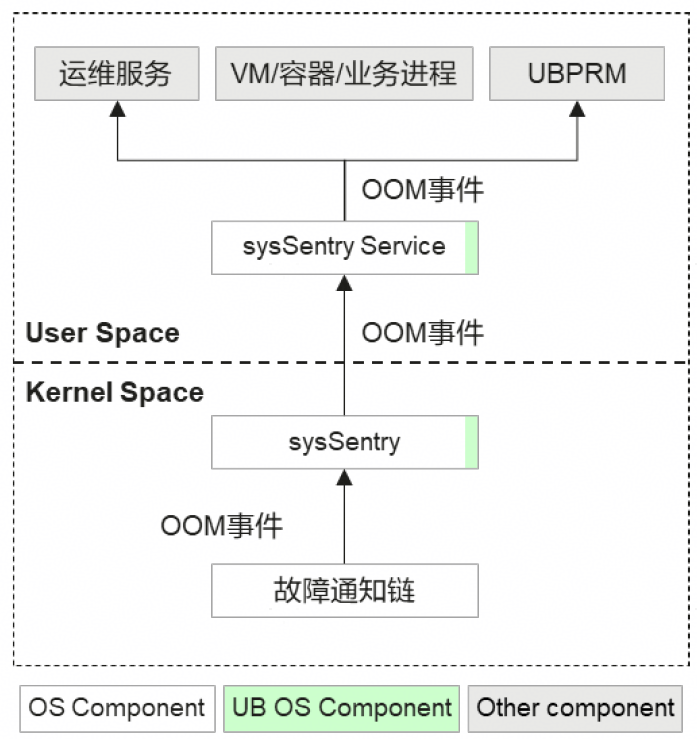 运维服务
VM/容器/业务进程
UBPRM
OOM事件
sysSentry Service
User Space
OOM事件
Kernel Space
sysSentry
OOM事件
故障通知链
OS Component
UB OS Component
Other component